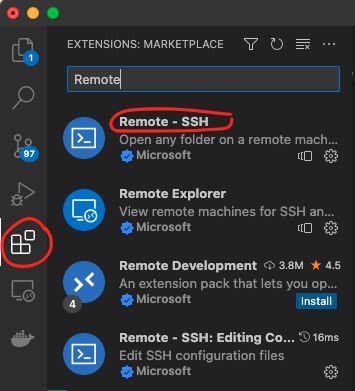 EXTENSIONS: MARKETPLACE
1
Remote
Remote - SSH
Open any folder on a remote mach...
Microsoft
97
Remote Explorer
View remote machines for SSH an...
Microsoft
Remote Development 3.8M 4.5
An extension pack that lets you op...
4 Microsoft Install
Remote - SSH: Editing Co... 16ms
Edit SSH configuration files
Microsoft